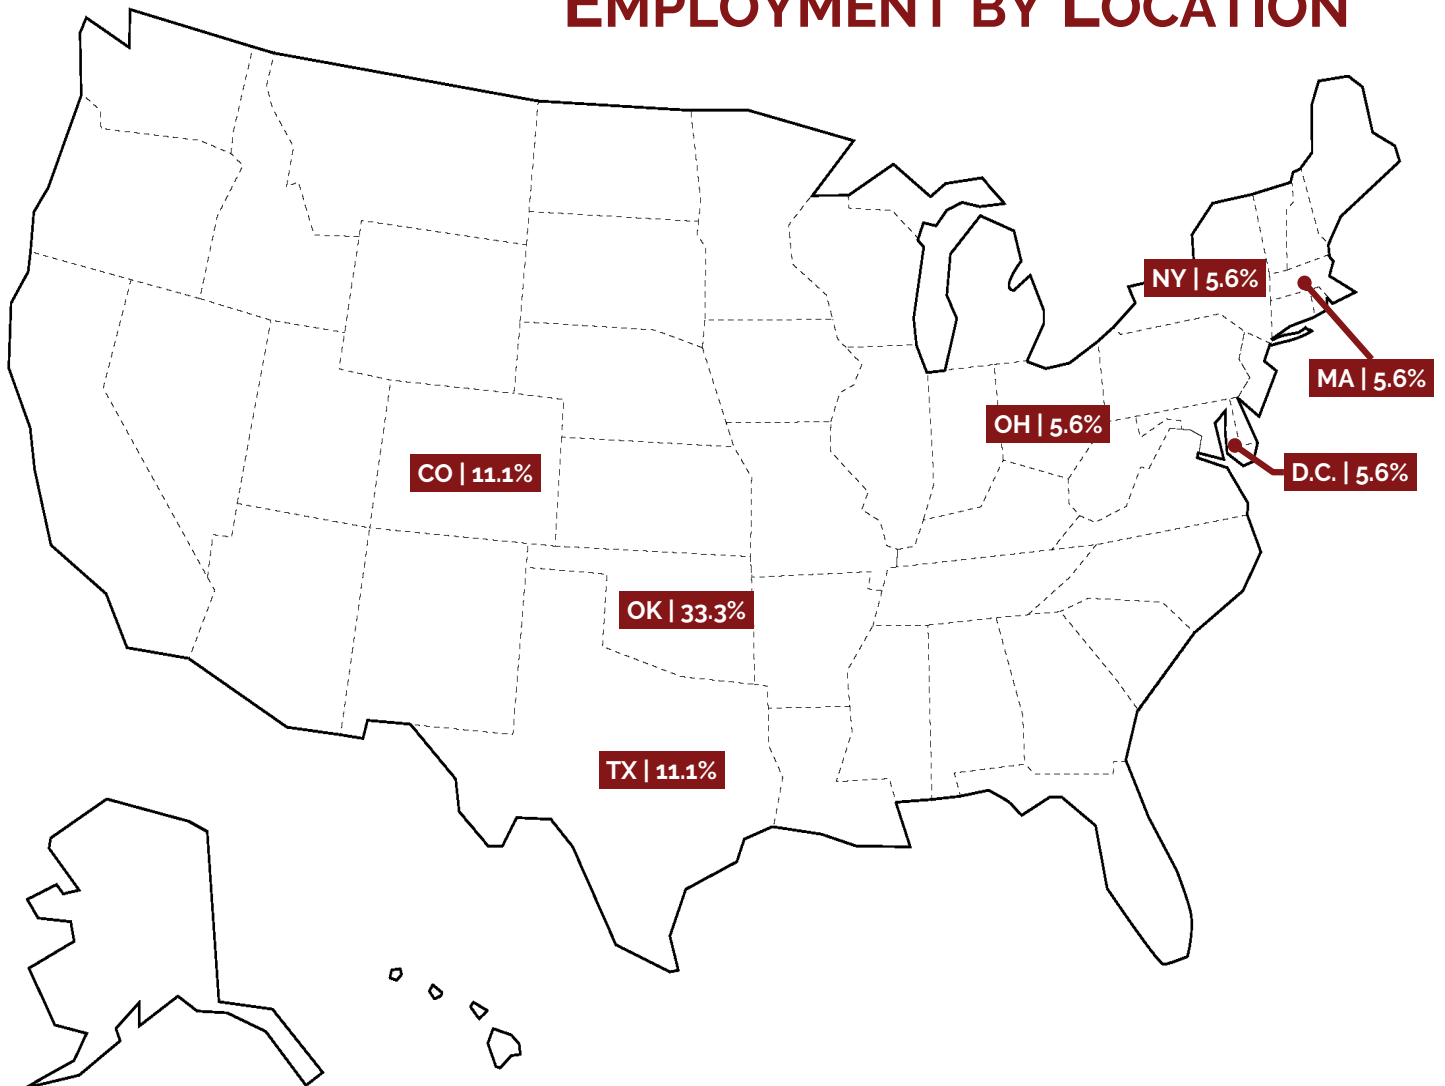 EMPLOYMENT BY LOCATION
NY | 5.6%
MA | 5.6%
OH | 5.6%
CO | 11.1%
D.C. | 5.6%
OK | 33.3%
TX | 11.1%